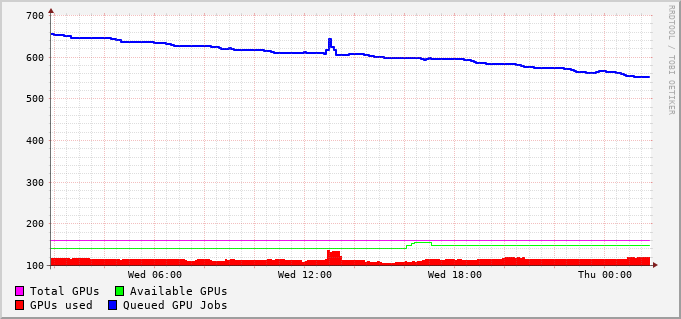 700
600
500
400
300
200
100
Wed 06:00 Wed 12:00 Wed 18:00 Thu 00:00
Total GPUs Available GPUs
GPUs used Queued GPU Jobs
RRDTOOL / TOBI OETIKER